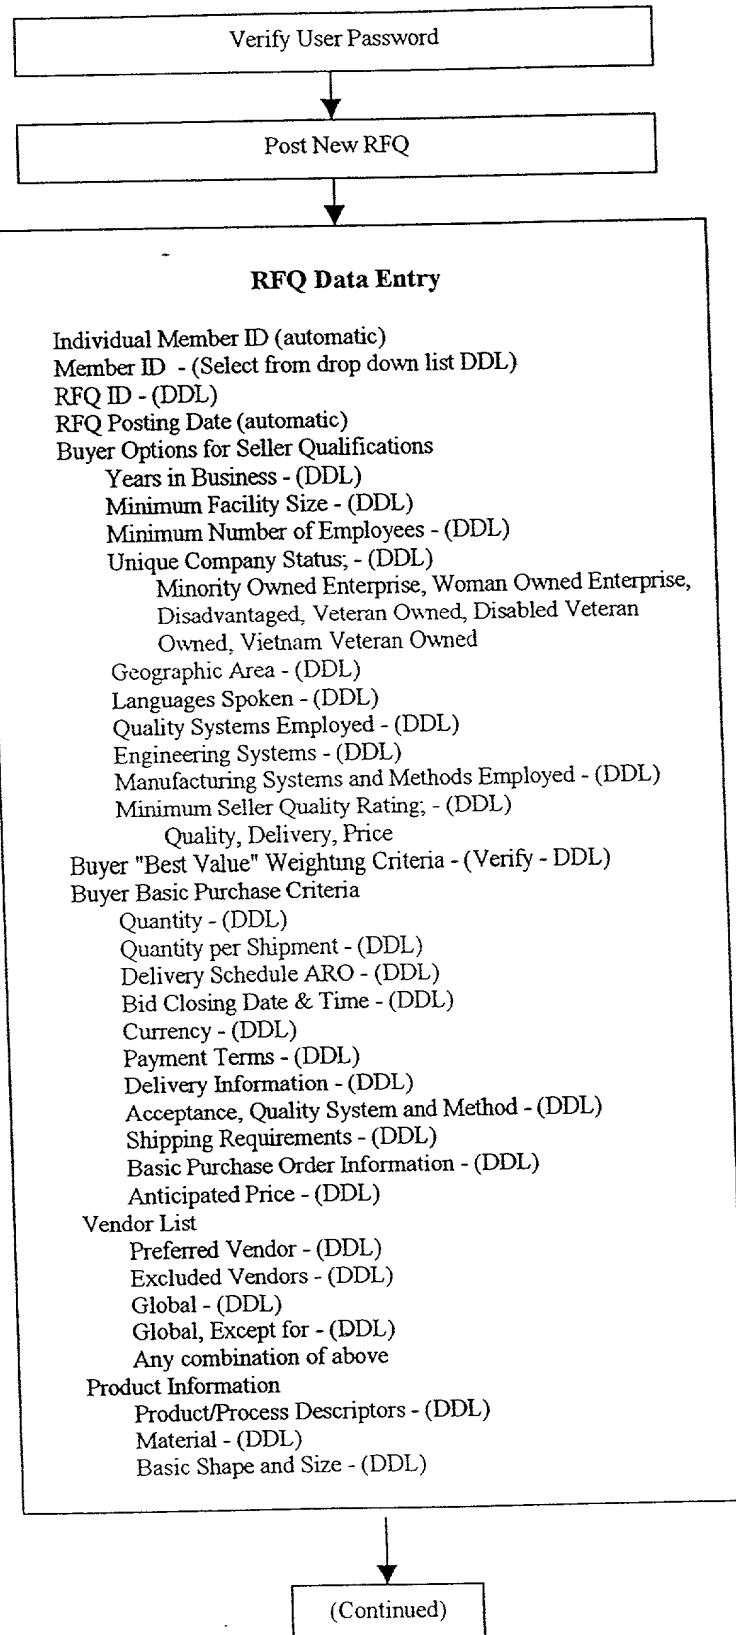 Verify User Password
Post New RFQ
RFQ Data Entry
Individual Member ID (automatic)
Member ID - (Select from drop down list DDL)
RFQ ID - (DDL)
RFQ Posting Date (automatic)
Buyer Options for Seller Qualifications
Years in Business - (DDL)
Minimum Facility Size - (DDL)
Minimum Number of Employees - (DDL)
Unique Company Status; - (DDL)
Minority Owned Enterprise, Woman Owned Enterprise,
Disadvantaged, Veteran Owned, Disabled Veteran
Owned, Vietnam Veteran Owned
Geographic Area - (DDL)
Languages Spoken - (DDL)
Quality Systems Employed - (DDL)
Engineering Systems - (DDL)
Manufacturing Systems and Methods Employed - (DDL)
Minimum Seller Quality Rating; - (DDL)
Quality, Delivery, Price
Buyer "Best Value" Weighting Criteria - (Verify - DDL)
Buyer Basic Purchase Criteria
Quantity - (DDL)
Quantity per Shipment - (DDL)
Delivery Schedule ARO - (DDL)
Bid Closing Date & Time - (DDL)
Currency - (DDL)
Payment Terms - (DDL)
Delivery Information - (DDL)
Acceptance, Quality System and Method - (DDL)
Shipping Requirements - (DDL)
Basic Purchase Order Information - (DDL)
Anticipated Price - (DDL)
Vendor List
Preferred Vendor - (DDL)
Excluded Vendors - (DDL)
Global - (DDL)
Global, Except for - (DDL)
Any combination of above
Product Information
Product/Process Descriptors - (DDL)
Material - (DDL)
Basic Shape and Size - (DDL)
(Continued)